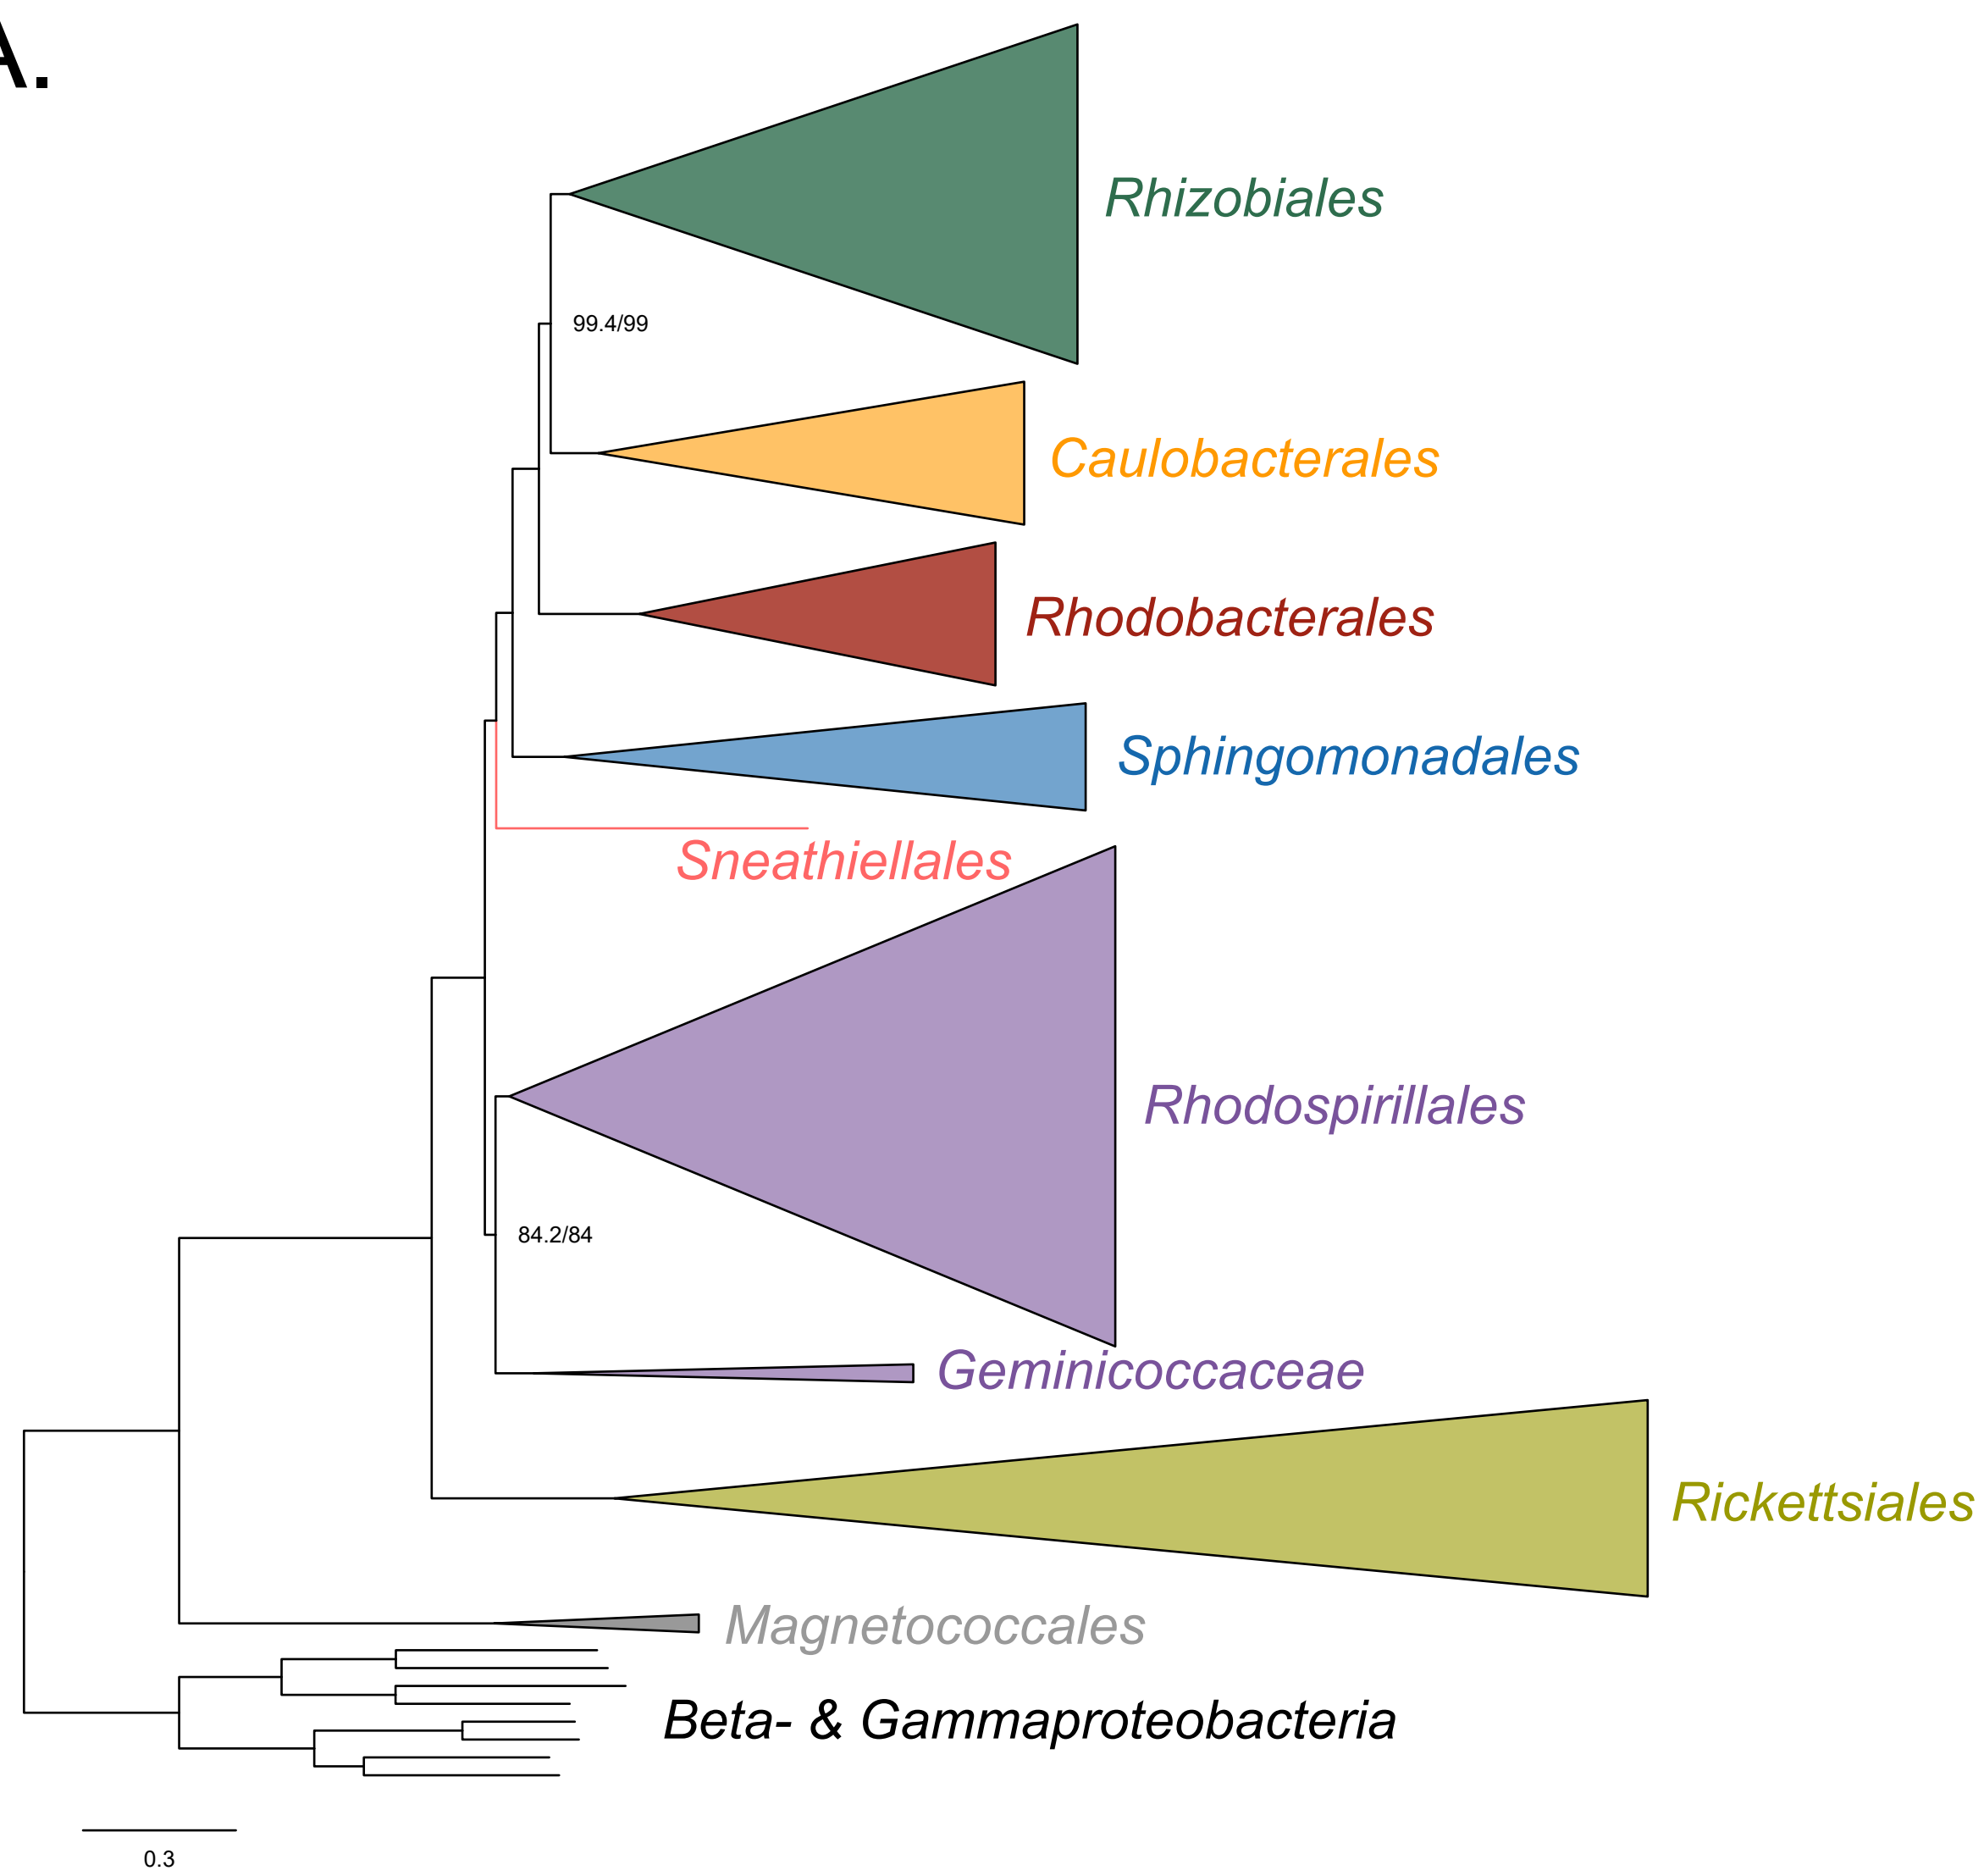 A.
Rhizobiales
99.4/99
Caulobacterales
Rhodobacterales
Sphingomonadales
Sneathiellales
Rhodospirillales
84.2/84
Geminicoccaceae
Rickettsiales
Magnetococcales
Beta- & Gammaproteobacteria
0.3